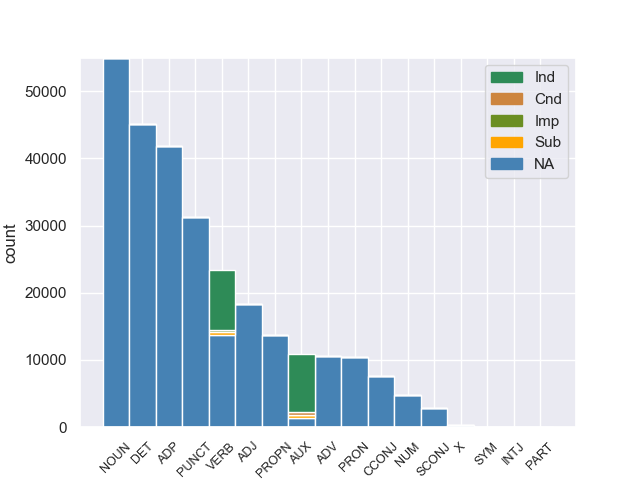 Ind
Cnd
Imp
Sub
NA
count
50000
40000
30000
20000
10000
0
NOUN
DET
ADP
PUNCT
VERB
ADJ
PROPN
AUX
ADV
PRON
CCONJ
NUM
SCONJ
X
SYM
INTJ
PART